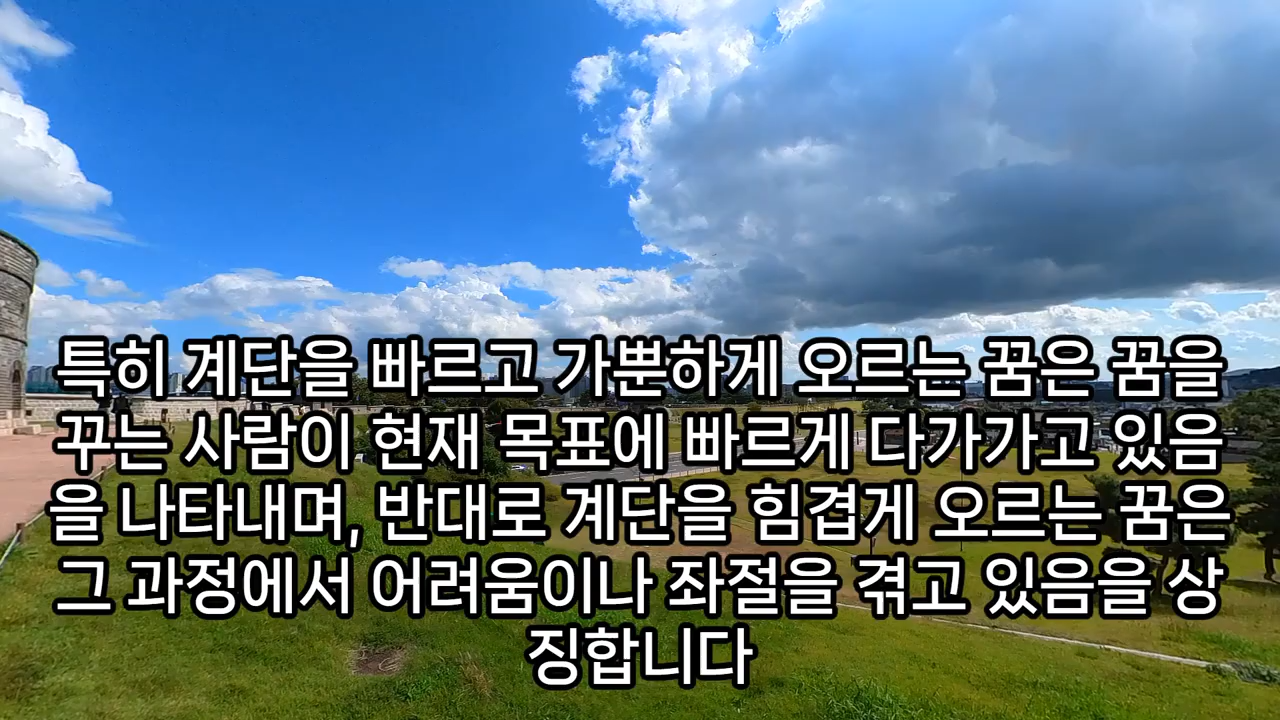 특히 계단을 빠르고 가뿐하게 오르는 꿈은 꿈을
꾸는 사람이 현재 목표에 빠르게 다가가고 있음
을 나타내며, 반대로 계단을 힘겹게 오르는 꿈은
그 과정에서 어려움이나 좌절을 겪고 있음을 상
징합니다